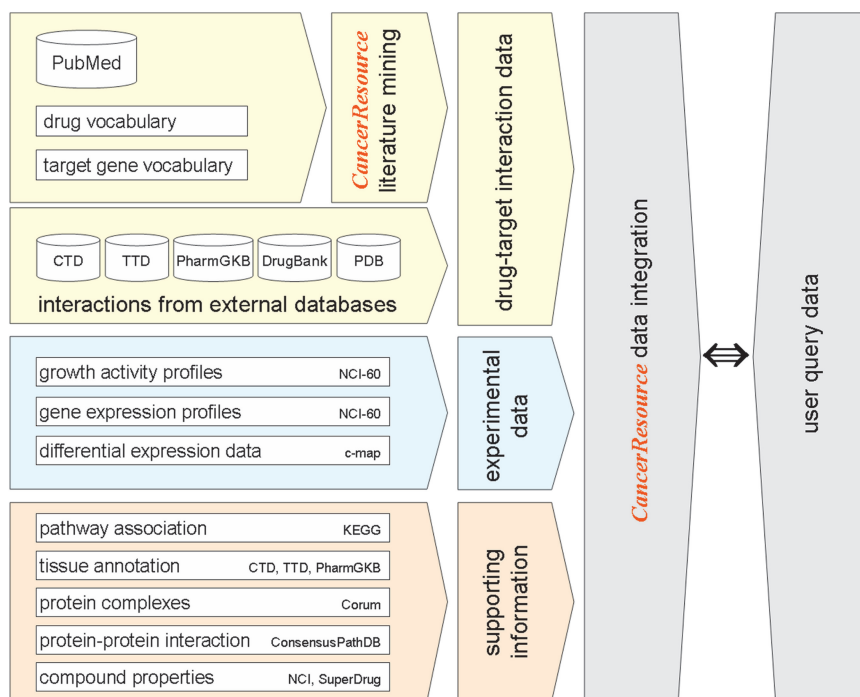 PubMed
drug vocabulary
target gene vocabulary
CancerResource
literature mining
CTD
TTD
PharmGKB
DrugBank
PDB
interactions from external databases
drug-target interaction data
growth activity profiles NCI-60
gene expression profiles NCI-60
differential expression data c-map
experimental
data
pathway association KEGG
tissue annotation CTD, TTD, PharmGKB
protein complexes Corum
protein-protein interaction ConsensusPathDB
compound properties NCI, SuperDrug
supporting
information
CancerResource data integration
user query data